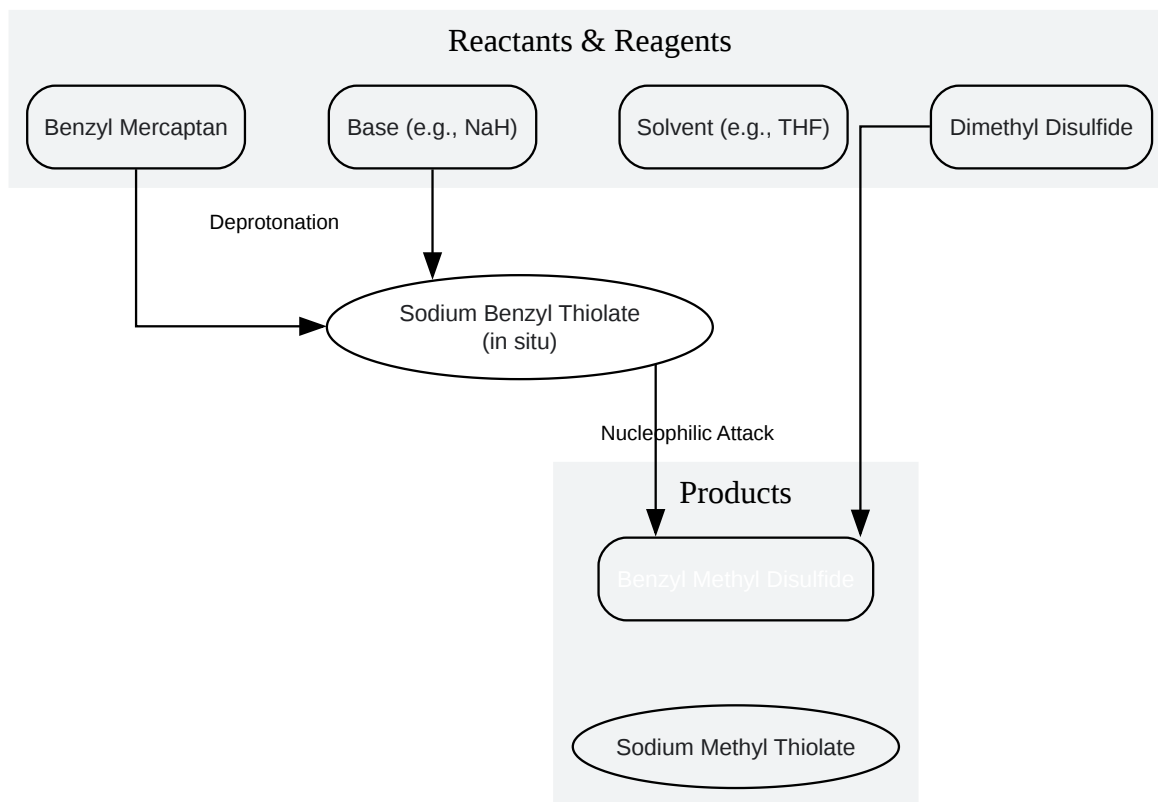 Reactants & Reagents
Benzyl Mercaptan
Base (e.g., NaH)
Solvent (e.g., THF)
Dimethyl Disulfide
Deprotonation
Sodium Benzyl Thiolate
(in situ)
Nucleophilic Attack
Products
Benzyl Methyl Disulfide
Sodium Methyl Thiolate